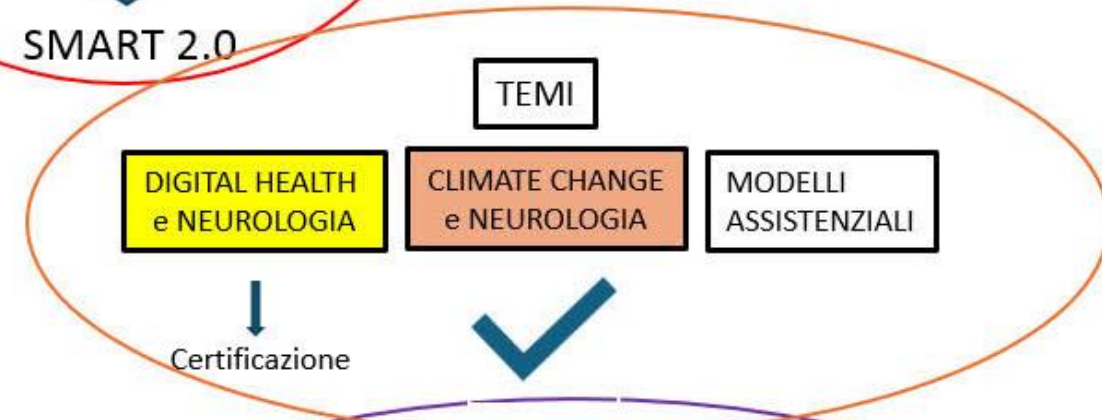 SMART 2.0
TEMI
DIGITAL HEALTH
e NEUROLOGIA
CLIMATE CHANGE
e NEUROLOGIA
MODELLI
ASSISTENZIALI
Certificazione